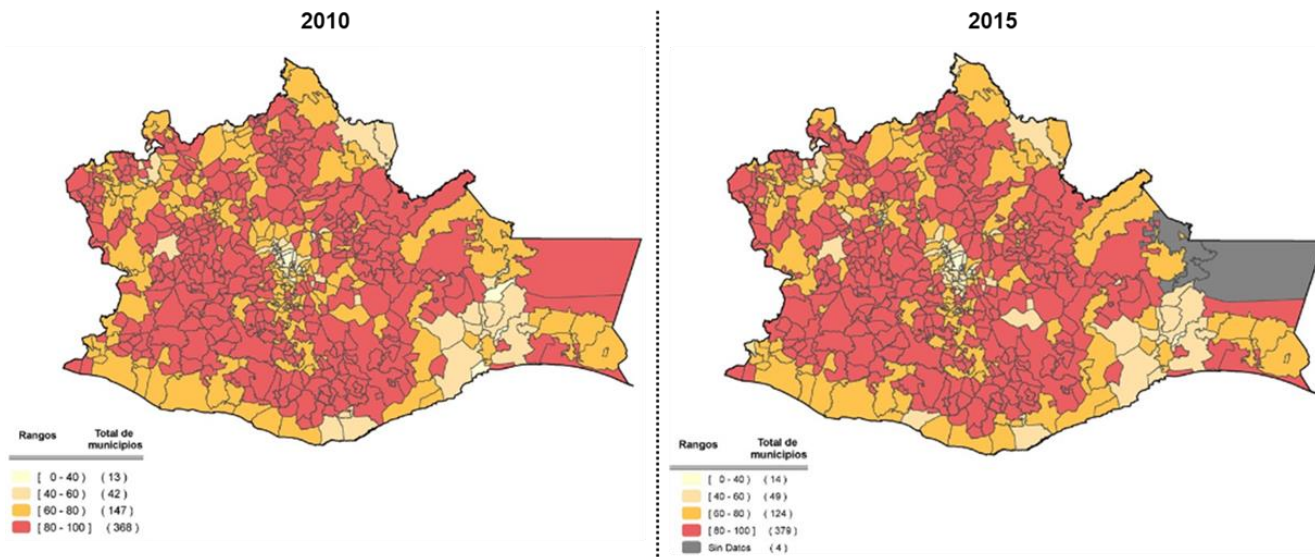 2010
Rangos Total de
municipios
[ 0 - 40 ) ( 13 )
[ 40 - 60 ) ( 42 )
[ 60 - 80 ) ( 147 )
[ 80 - 100 ] ( 368 )
2015
Rangos Total de
municipios
[ 0 - 40 ) ( 14 )
[ 40 - 60 ) ( 49 )
[ 60 - 80 ) ( 124 )
[ 80 - 100 ] ( 379 )
Sin Datos ( 4 )